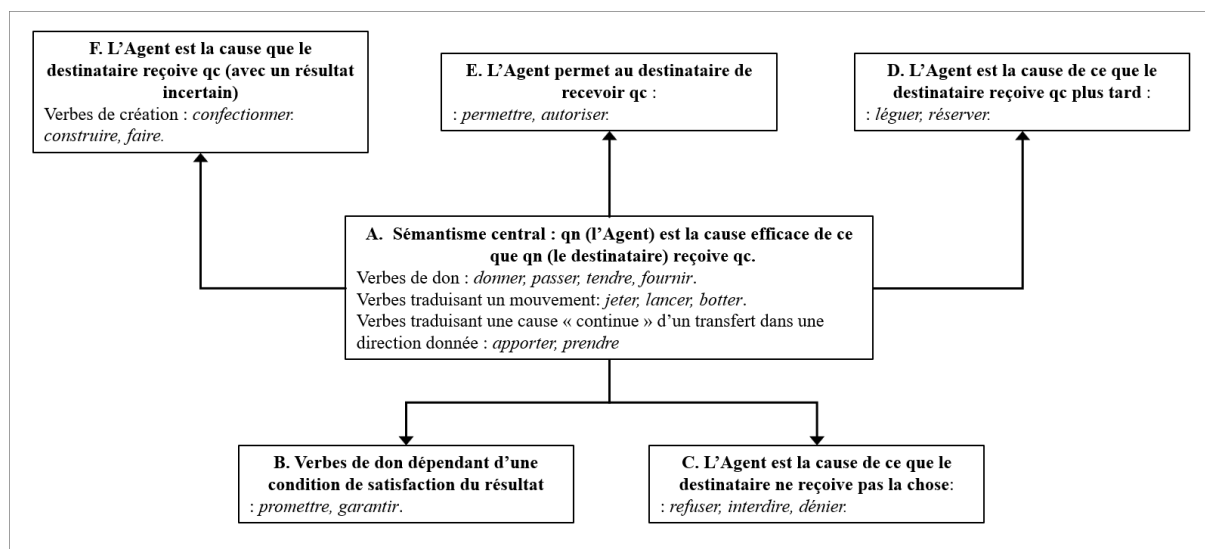 F. L'Agent est la cause que le
destinataire reçoive qc (avec un résultat
incertain)
Verbes de création : confectionner.
construire, faire.
E. L'Agent permet au destinataire de
recevoir qc :
: permettre, autoriser.
D. L'Agent est la cause de ce que le
destinataire reçoive qc plus tard :
: léguer, réserver.
A. Sémantisme central : qn (l'Agent) est la cause efficace de ce
que qn (le destinataire) reçoive qc.
Verbes de don : donner, passer, tendre, fournir.
Verbes traduisant un mouvement: jeter, lancer, botter.
Verbes traduisant une cause « continue » d'un transfert dans une
direction donnée : apporter, prendre
B. Verbes de don dépendant d'une
condition de satisfaction du résultat
: promettre, garantir.
C. L'Agent est la cause de ce que le
destinataire ne reçoive pas la chose:
: refuser, interdire, dénier.